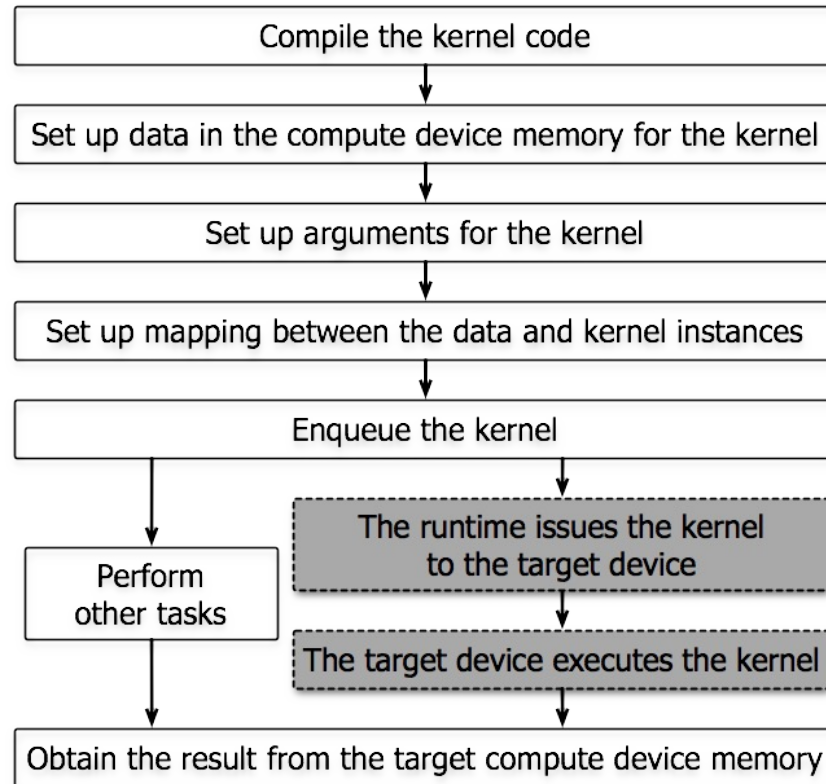 Compile the kernel code
Set up data in the compute device memory for the kernel
Set up arguments for the kernel
Set up mapping between the data and kernel instances
Enqueue the kernel
The runtime issues the kernel
to the target device
Perform
other tasks
The target device executes the kernel
Obtain the result from the target compute device memory